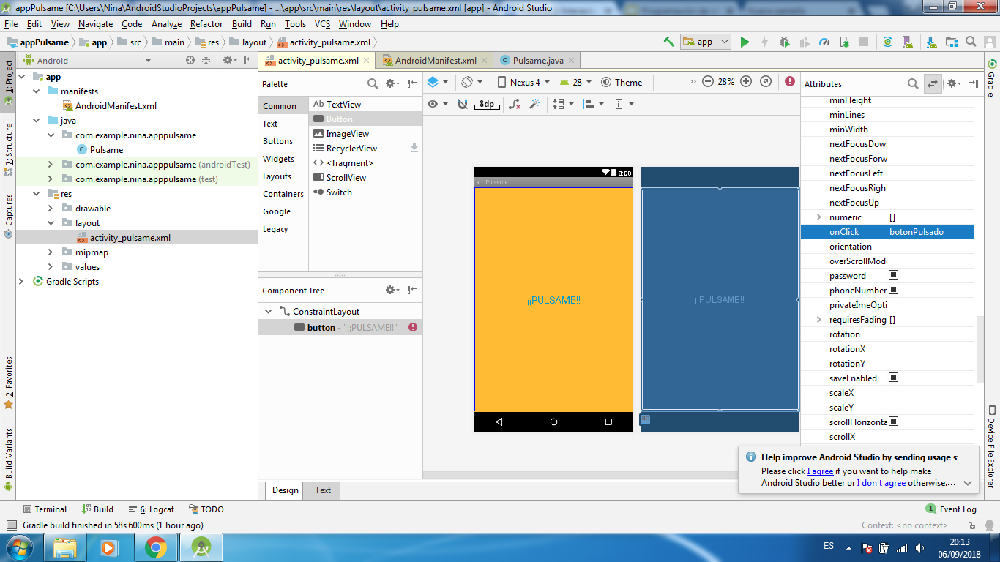 appPulsame [C:\Users\Nina\AndroidStudioProjects\appPulsame] - ...\app\src\main\res\layout\activity_pulsame.xml [app] - Android Studio
File Edit View Navigate Code Analyze Refactor Build Run Tools VCS Window Help
appPulsame app src main res layout activity_pulsame.xml
app
1: Project
7: Structure
Captures
2: Favorites
Build Variants
Android
app
manifests
AndroidManifest.xml
java
com.example.nina.apppulsame
Pulsame
com.example.nina.apppulsame (androidTest)
com.example.nina.apppulsame (test)
res
drawable
layout
activity_pulsame.xml
mipmap
values
Gradle Scripts
activity_pulsame.xml AndroidManifest.xml Pulsame.java
Palette
Common
Text
Buttons
Widgets
Layouts
Containers
Google
Legacy
Ab TextView
Button
ImageView
RecyclerView
<fragment>
ScrollView
Switch
Component Tree
ConstraintLayout
button - "¡¡PULSAME!!"
Nexus 4 28 Theme
28%
8dp
8:00
appPulsame
¡¡PULSAME!!
¡¡PULSAME!!
Attributes
minHeight
minLines
minWidth
nextFocusDown
nextFocusForw
nextFocusLeft
nextFocusRight
nextFocusUp
numeric []
onClick botonPulsado
orientation
overScrollMode
password
phoneNumber
privateImeOpti
requiresFading []
rotation
rotationX
rotationY
saveEnabled
scaleX
scaleY
scrollHorizonta
scrollX
Gradle
Device File Explorer
Help improve Android Studio by sending usage st
Please click I agree if you want to help make
Android Studio better or I don't agree otherwise....
Design Text
Terminal Build 6: Logcat TODO
1 Event Log
Gradle build finished in 58s 600ms (1 hour ago)
Context: <no context>
ES
20:13
06/09/2018